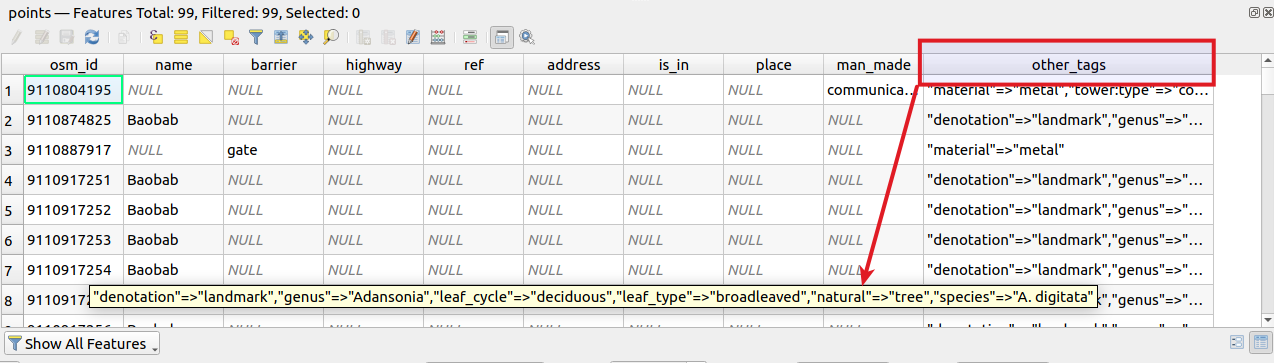 points — Features Total: 99, Filtered: 99, Selected: 0
osm_id name barrier highway ref address is_in place man_made other_tags
1 9110804195 NULL NULL NULL NULL NULL NULL NULL communica... "material"=>"metal","tower:type"=>"co...
2 9110874825 Baobab NULL NULL NULL NULL NULL NULL NULL "denotation"=>"landmark","genus"=>"...
3 9110887917 NULL gate NULL NULL NULL NULL NULL NULL "material"=>"metal"
4 9110917251 Baobab NULL NULL NULL NULL NULL NULL NULL "denotation"=>"landmark","genus"=>"...
5 9110917252 Baobab NULL NULL NULL NULL NULL NULL NULL "denotation"=>"landmark","genus"=>"...
6 9110917253 Baobab NULL NULL NULL NULL NULL NULL NULL "denotation"=>"landmark","genus"=>"...
7 9110917254 Baobab NULL NULL NULL NULL NULL NULL NULL "denotation"=>"landmark","genus"=>"...
"denotation"=>"landmark","genus"=>"Adansonia","leaf_cycle"=>"deciduous","leaf_type"=>"broadleaved","natural"=>"tree","species"=>"A. digitata"
8
Show All Features